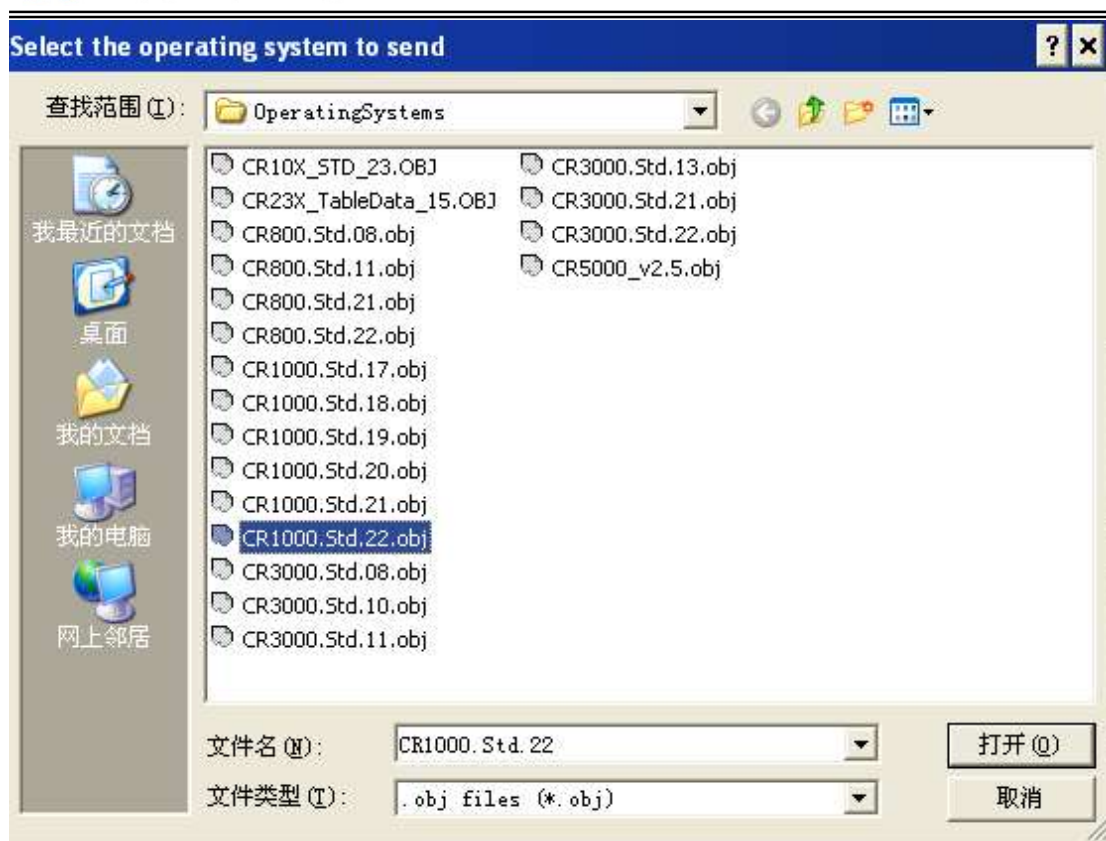 Select the operating system to send
查找范围(I):
OperatingSystems
我最近的文档
桌面
我的文档
我的电脑
网上邻居
CR10X_STD_23.OBJ
CR23X_TableData_15.OBJ
CR800.Std.08.obj
CR800.Std.11.obj
CR800.Std.21.obj
CR800.Std.22.obj
CR1000.Std.17.obj
CR1000.Std.18.obj
CR1000.Std.19.obj
CR1000.Std.20.obj
CR1000.Std.21.obj
CR1000.Std.22.obj
CR3000.Std.08.obj
CR3000.Std.10.obj
CR3000.Std.11.obj
CR3000.Std.13.obj
CR3000.Std.21.obj
CR3000.Std.22.obj
CR5000_v2.5.obj
文件名(N):
CR1000.Std.22
打开(O)
文件类型(T):
.obj files (*.obj)
取消